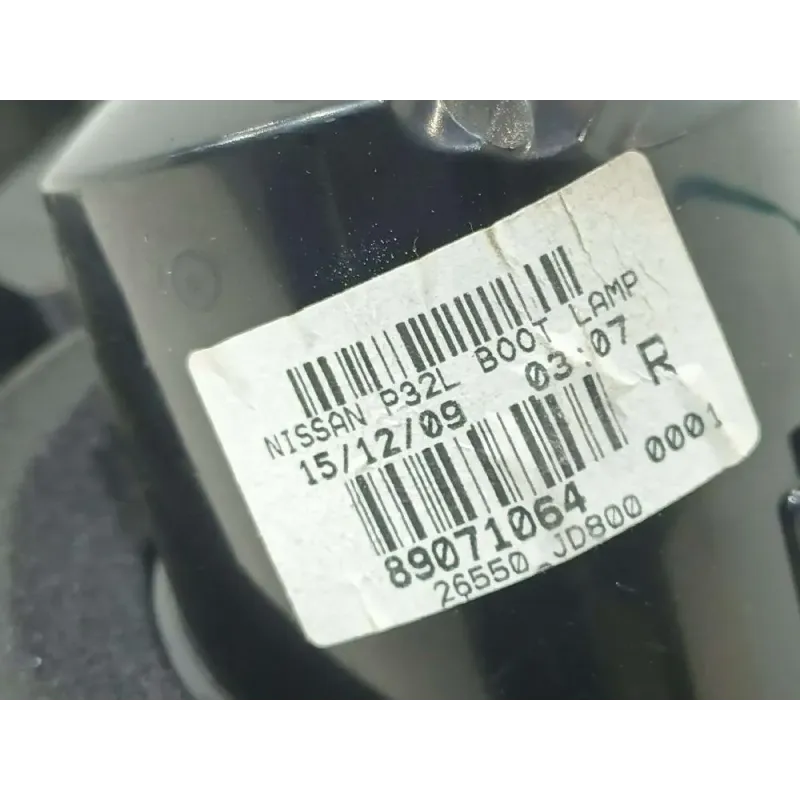 NISSAN P32L BOOT LAMP
15/12/09 03:07 R
89071064 0001
26550 JD800